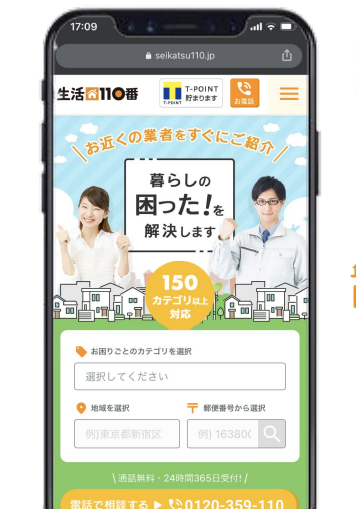 17:09
seikatsu110.jp
生活110番
T-POINT
T-POINT
貯まります
お電話
お近くの業者をすぐにご紹介
暮らしの
困った!を
解決します
150
カテゴリ以上
対応
お困りごとのカテゴリを選択
選択してください
地域を選択
〒 郵便番号から選択
例)東京都新宿区
例) 163800
\ 通話無料・24時間365日受付! /
電話で相談する ▶ 0120-359-110